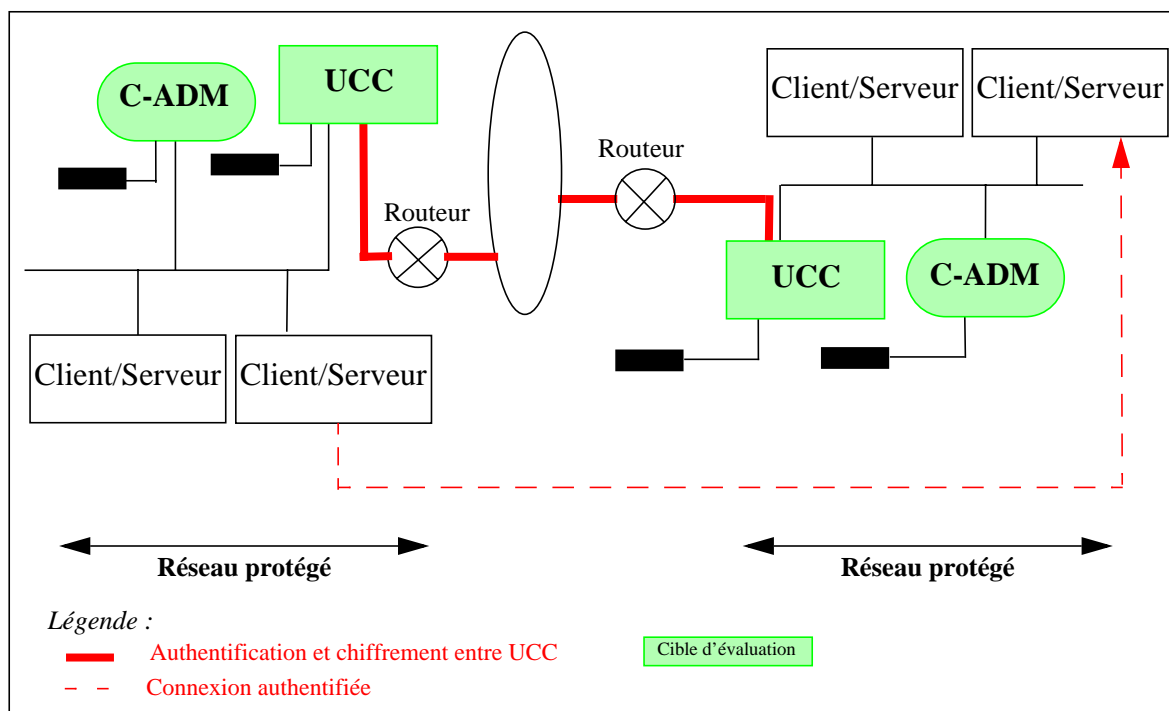 C-ADM
UCC
Client/Serveur
Client/Serveur
Routeur
Routeur
UCC
C-ADM
Client/Serveur
Client/Serveur
Réseau protégé
Réseau protégé
Légende :
Authentification et chiffrement entre UCC
Cible d’évaluation
Connexion authentifiée